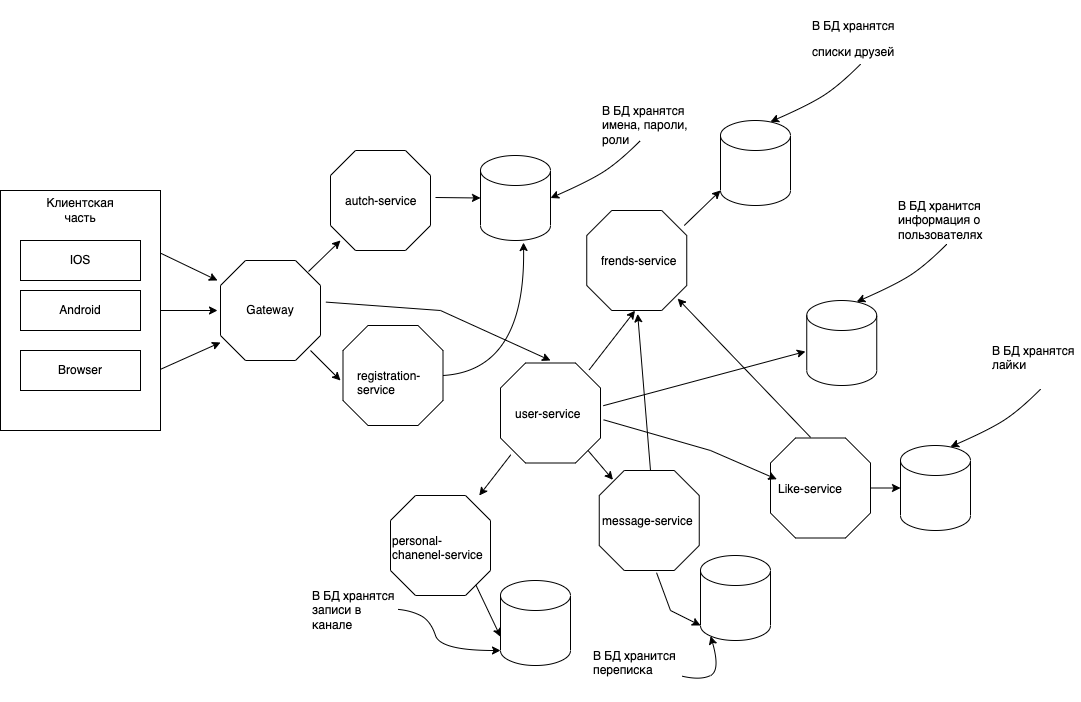 В БД хранятся
списки друзей
В БД хранятся
имена, пароли,
роли
Клиентская
часть
IOS
Android
Browser
autch-service
Gateway
registration-
service
frends-service
В БД хранится
информация о
пользователях
user-service
В БД хранятся
лайки
Like-service
message-service
personal-
chanenel-service
В БД хранятся
записи в
канале
В БД хранится
переписка